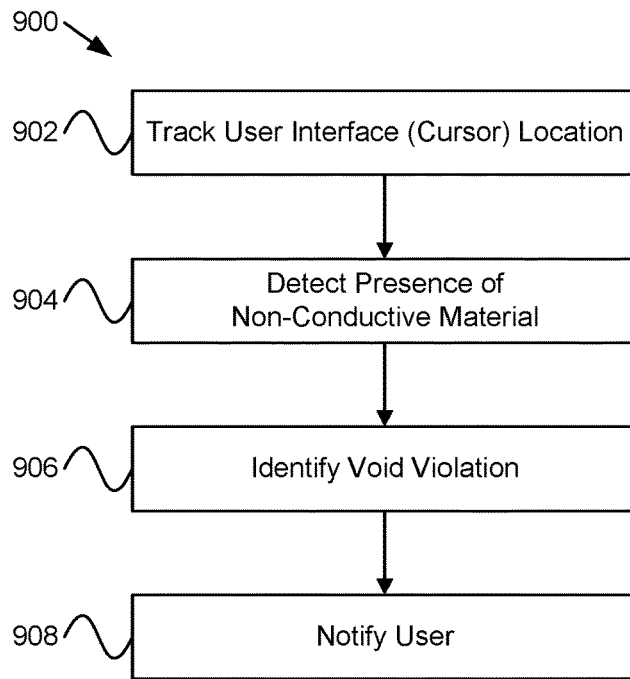 900
902
Track User Interface (Cursor) Location
904
Detect Presence of
Non-Conductive Material
906
Identify Void Violation
908
Notify User